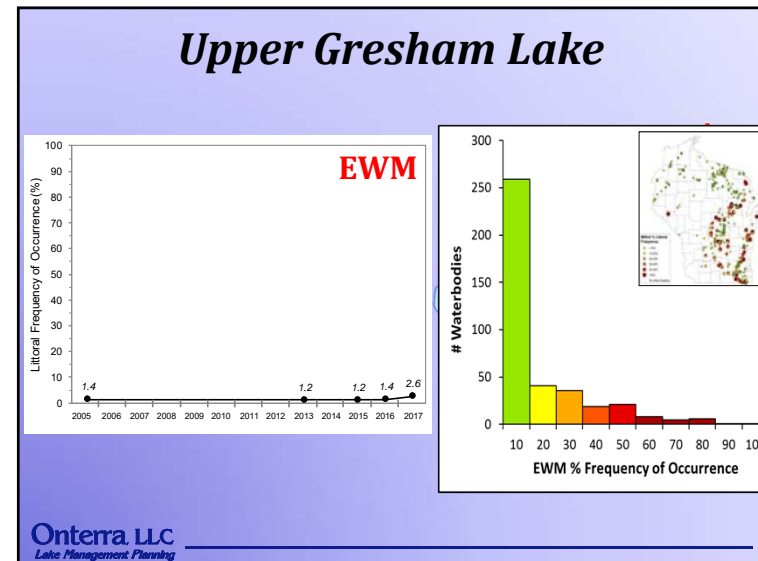 Upper Gresham Lake
EWM
Littoral Frequency of Occurrence (%)
100
90
80
70
60
50
40
30
20
10
0
1.4
1.2
1.2
1.4
2.6
2005 2006 2007 2008 2009 2010 2011 2012 2013 2014 2015 2016 2017
# Waterbodies
300
250
200
150
100
50
0
10 20 30 40 50 60 70 80 90 10
EWM % Frequency of Occurrence
Onterra LLC
Lake Management Planning